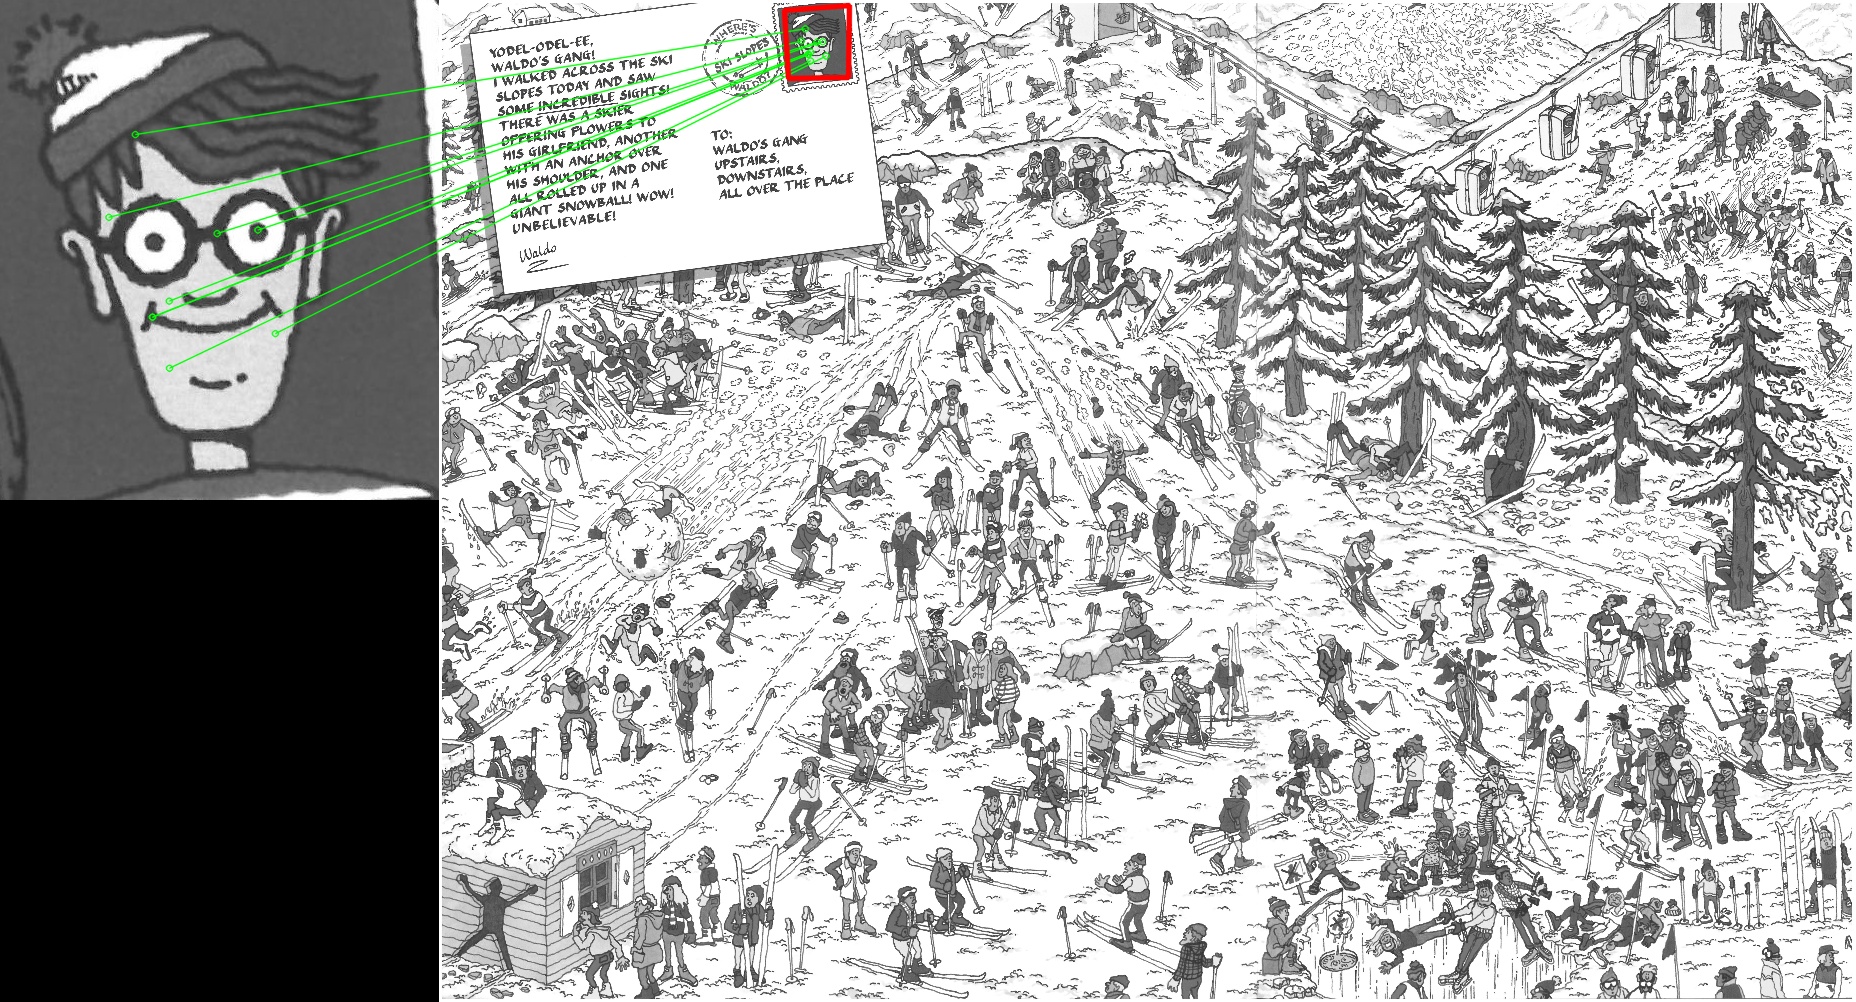 YODEL-ODEL-EE,
WALDO'S GANG!
I WALKED ACROSS THE SKI
SLOPES TODAY AND SAW
SOME INCREDIBLE SIGHTS!
THERE WAS A SKIER
OFFERING FLOWERS TO
HIS GIRLFRIEND, ANOTHER
WITH AN ANCHOR OVER
HIS SHOULDER, AND ONE
ALL ROLLED UP IN A
GIANT SNOWBALL! WOW!
UNBELIEVABLE!
Waldo
WHERE'S
SKI SLOPES
WALDO?
TO:
WALDO'S GANG
UPSTAIRS,
DOWNSTAIRS,
ALL OVER THE PLACE